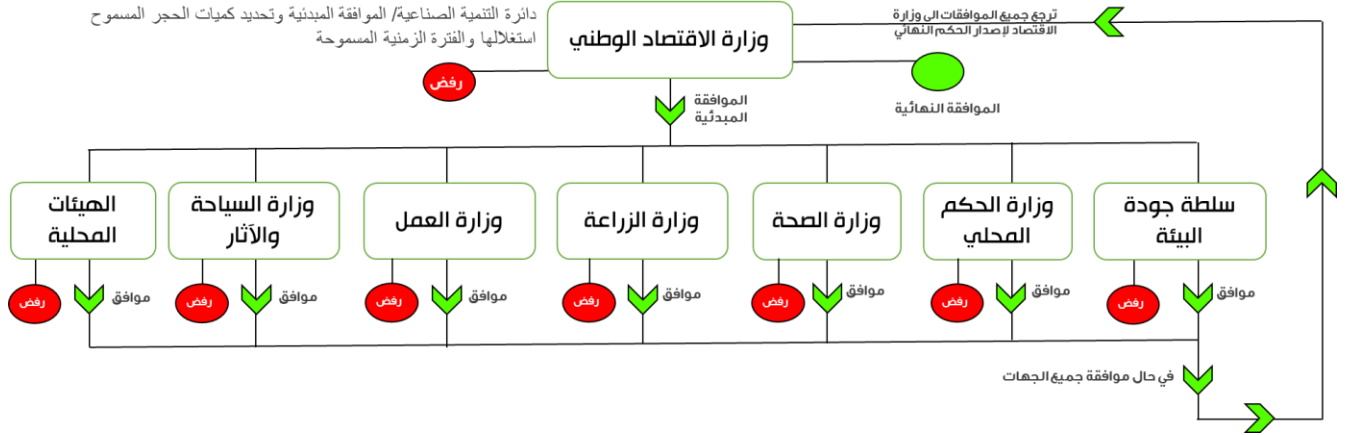 دائرة التنمية الصناعية/ الموافقة المبدئية وتحديد كميات الحجر المسموح
استغلالها والفترة الزمنية المسموحة
وزارة الاقتصاد الوطني
ترجع جميع الموافقات الى وزارة
الاقتصاد لإصدار الحكم النهائي
رفض
الموافقة النهائية
الموافقة
المبدئية
سلطة جودة
البيئة
وزارة الحكم
المحلي
وزارة الصحة
وزارة الزراعة
وزارة العمل
وزارة السياحة
والآثار
الهيئات
المحلية
موافق
رفض
موافق
رفض
موافق
رفض
موافق
رفض
موافق
رفض
موافق
رفض
موافق
رفض
في حال موافقة جميع الجهات